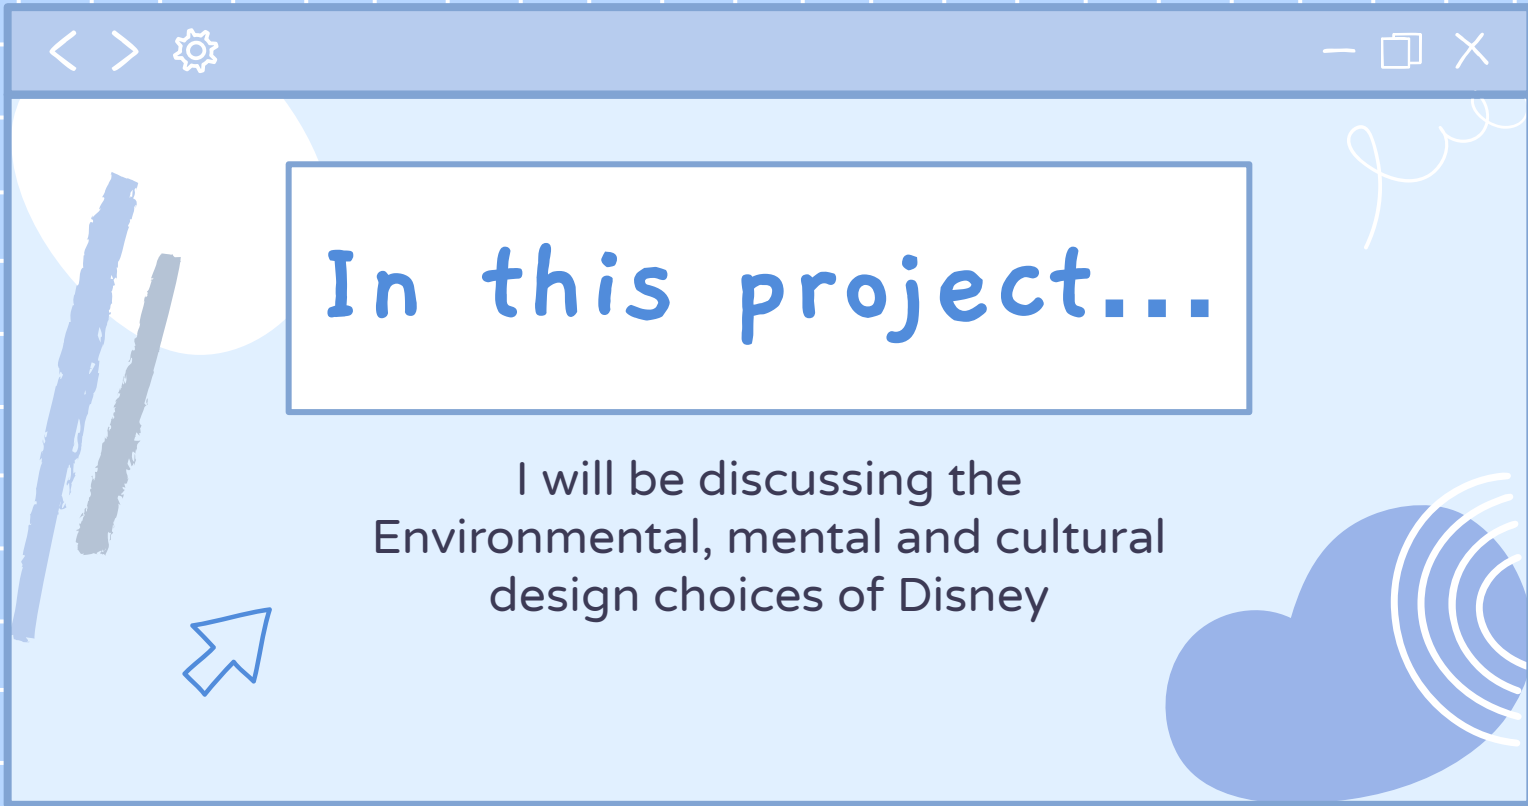 In this project...
I will be discussing the
Environmental, mental and cultural
design choices of Disney